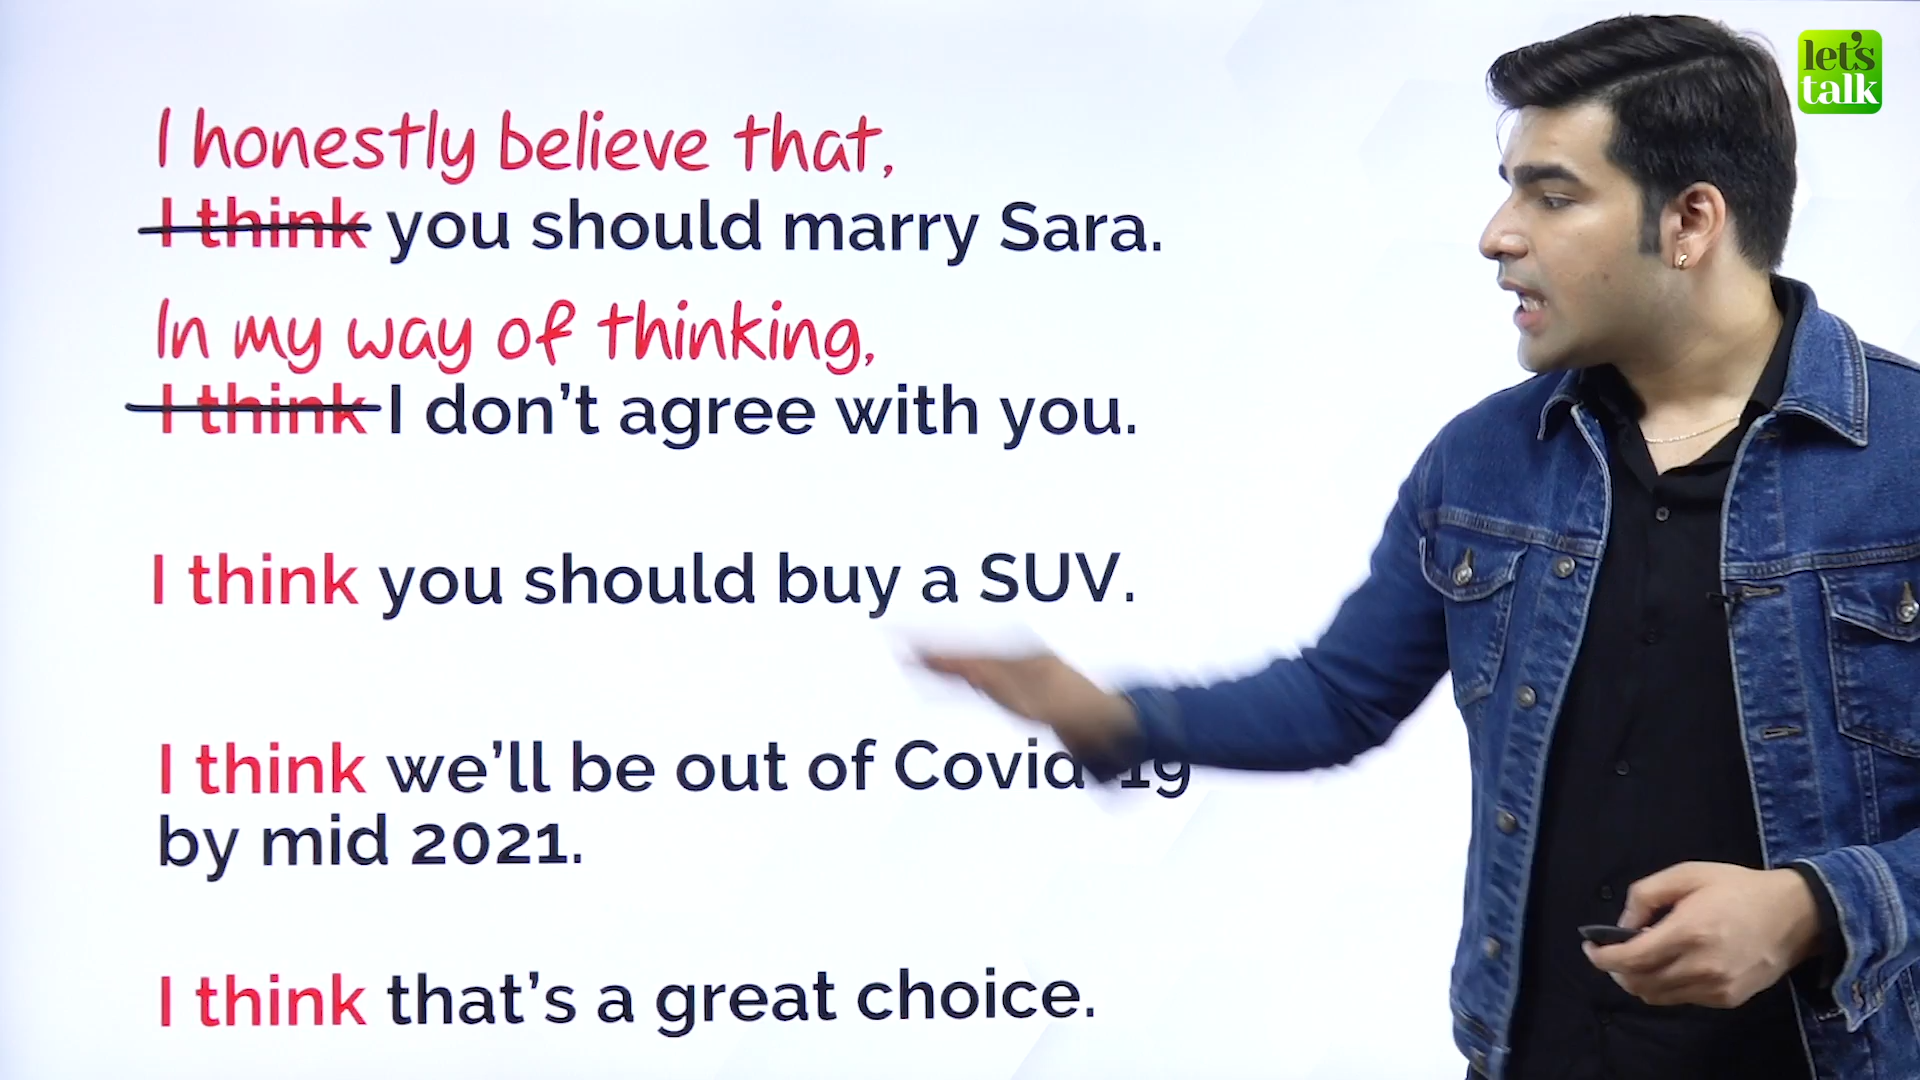 let's
talk
I honestly believe that,
I think you should marry Sara.
In my way of thinking,
I think I don't agree with you.
I think you should buy a SUV.
I think we'll be out of Covid 19
by mid 2021.
I think that's a great choice.